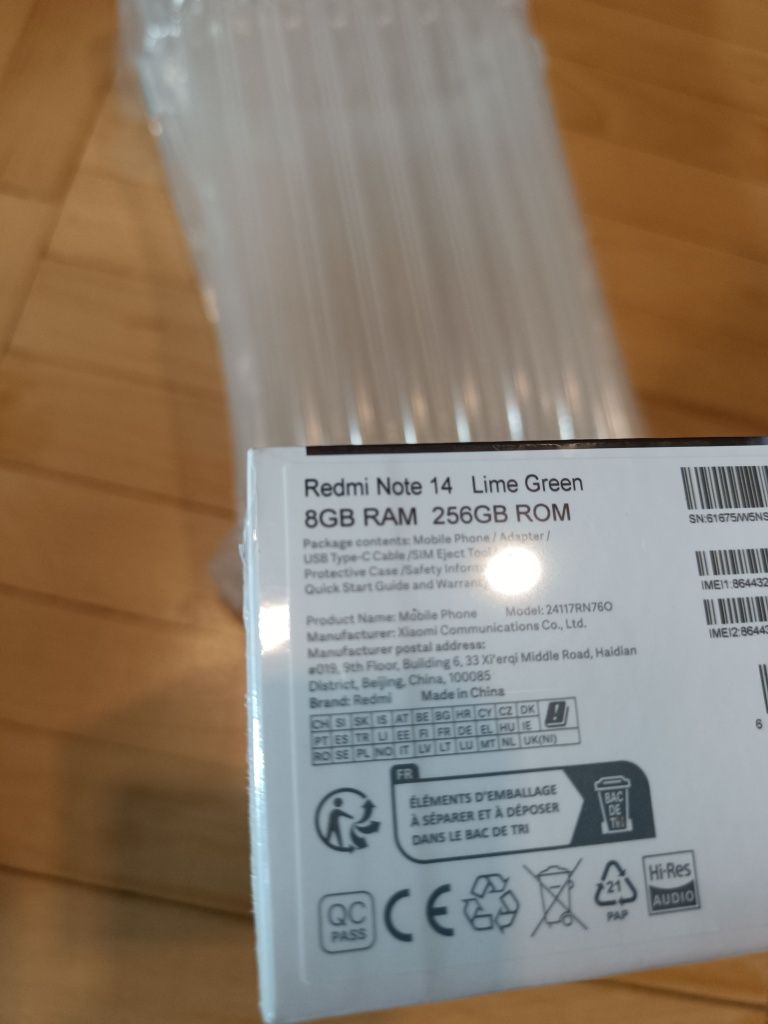 Redmi Note 14 Lime Green
8GB RAM 256GB ROM
Package contents: Mobile Phone / Adapter /
USB Type-C Cable /SIM Eject Tool
Protective Case /Safety
Quick Start Guide and Warranty
Product Name: Mobile Phone Model: 24117RN76O
Manufacturer: Xiaomi Communications Co., Ltd.
Manufacturer postal address:
#019, 9th Floor, Building 6, 33 Xi'erqi Middle Road, Haidian
District, Beijing, China, 100085
Brand: Redmi Made in China
CH SI SK IS AT BE BG HR CY CZ DK
PT ES TR LI EE FI FR DE EL HU IE
RO SE PL NO IT LV LT LU MT NL UK(NI)
FR
ÉLÉMENTS D'EMBALLAGE
À SÉPARER ET À DÉPOSER
DANS LE BAC DE TRI
BAC
DE
TRI
QC
PASS
CE
21
PAP
Hi-Res
AUDIO
SN:61675/W5NS
IMEI1:864432
IMEI2:86443
6